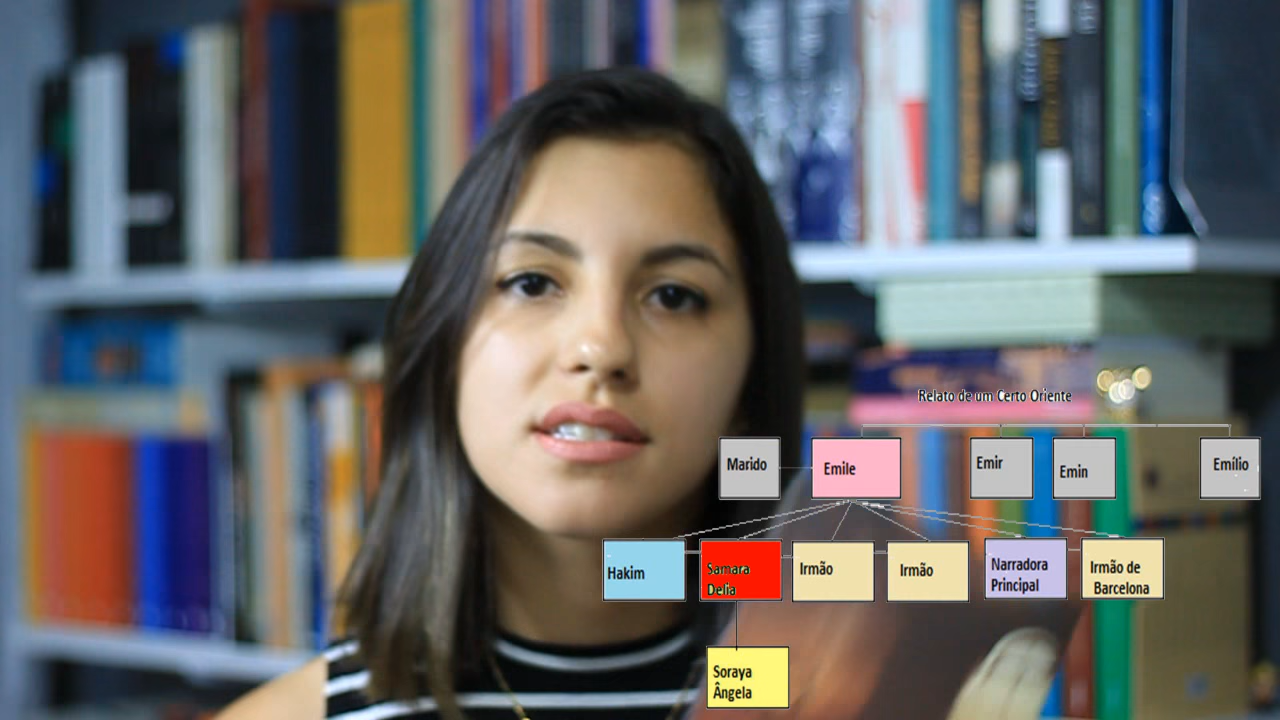 Relato de um Certo Oriente
Marido
Emile
Emir
Emin
Emílio
Hakim
Samara
Delia
Irmão
Irmão
Narradora
Principal
Irmão de
Barcelona
Soraya
Ângela